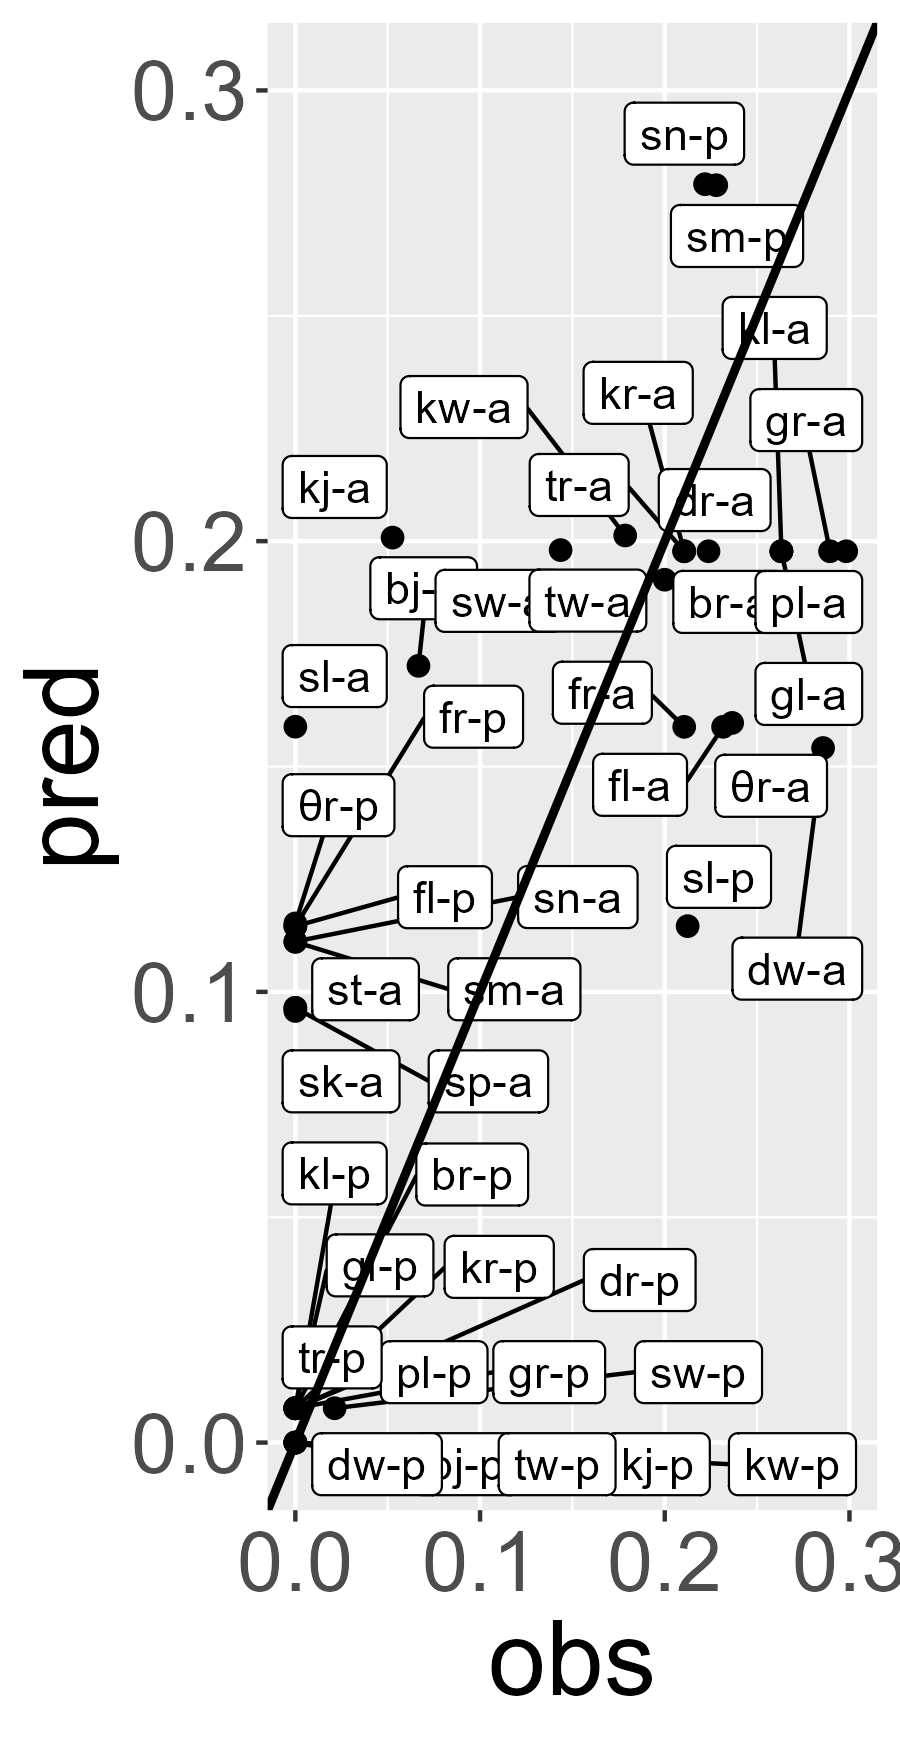 0.3
sn-p
sm-p
kl-a
kr-a
gr-a
kw-a
tr-a
dr-a
kj-a
0.2
bj-
sw-a
tw-a
br-a
pl-a
sl-a
fr-a
gl-a
fr-p
fl-a
θr-a
θr-p
sl-p
fl-p
sn-a
dw-a
0.1
st-a
sm-a
sk-a
sp-a
kl-p
br-p
kr-p
dr-p
tr-p
pl-p
gr-p
sw-p
0.0
dw-p
bj-p
tw-p
kj-p
kw-p
pred
0.0
0.1
0.2
0.3
obs